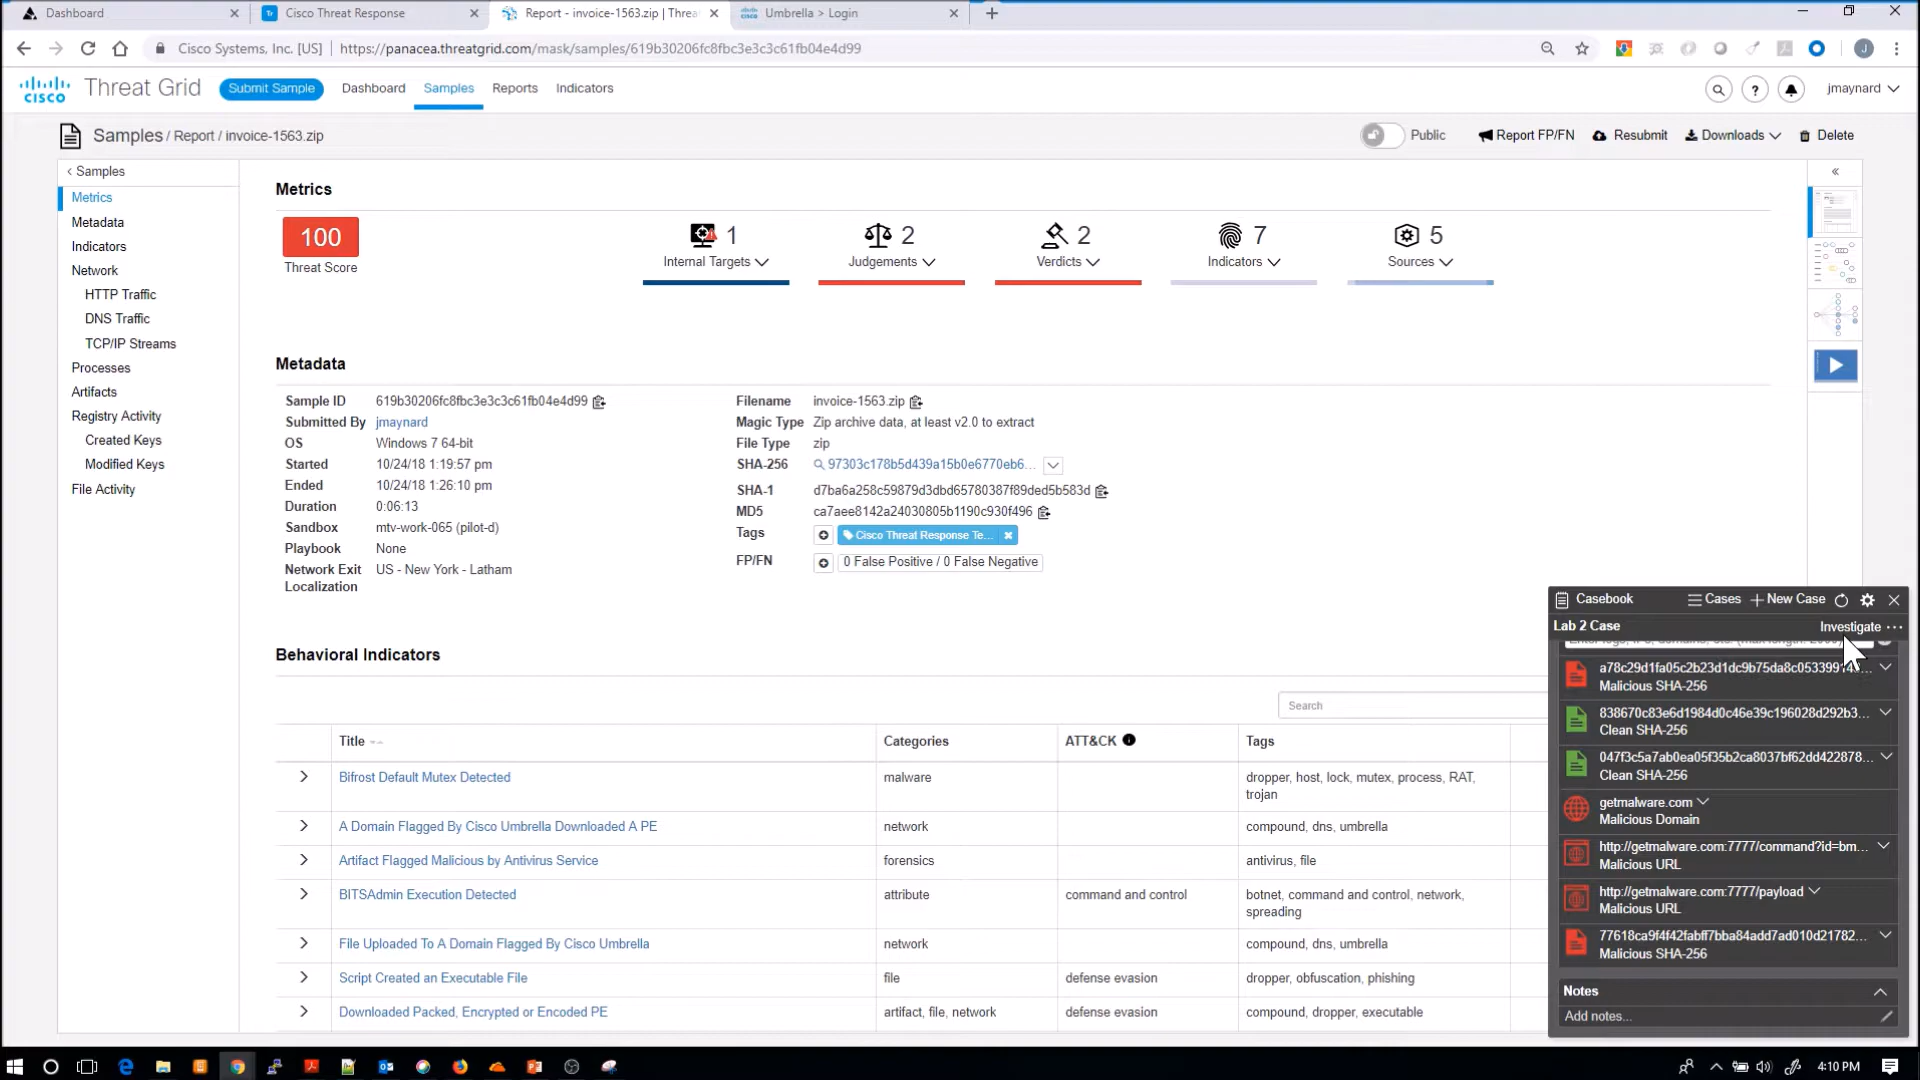 Dashboard
Cisco Threat Response
Report - invoice-1563.zip | Threa
Umbrella > Login
Cisco Systems, Inc. [US]
https://panacea.threatgrid.com/mask/samples/619b30206fc8fbc3e3c3c61fb04e4d99
J
cisco
Threat Grid
Submit Sample
Dashboard
Samples
Reports
Indicators
jmaynard
Samples / Report / invoice-1563.zip
Public
Report FP/FN
Resubmit
Downloads
Delete
< Samples
Metrics
Metadata
Indicators
Network
HTTP Traffic
DNS Traffic
TCP/IP Streams
Processes
Artifacts
Registry Activity
Created Keys
Modified Keys
File Activity
Metrics
100
Threat Score
1
Internal Targets
2
Judgements
2
Verdicts
7
Indicators
5
Sources
Metadata
Sample ID 619b30206fc8fbc3e3c3c61fb04e4d99
Submitted By jmaynard
OS Windows 7 64-bit
Started 10/24/18 1:19:57 pm
Ended 10/24/18 1:26:10 pm
Duration 0:06:13
Sandbox mtv-work-065 (pilot-d)
Playbook None
Network Exit US - New York - Latham
Localization
Filename invoice-1563.zip
Magic Type Zip archive data, at least v2.0 to extract
File Type zip
SHA-256 97303c178b5d439a15b0e6770eb6...
SHA-1 d7ba6a258c59879d3dbd65780387f89ded5b583d
MD5 ca7aee8142a24030805b1190c930f496
Tags Cisco Threat Response Te...
FP/FN 0 False Positive / 0 False Negative
Behavioral Indicators
Search
Title Categories ATT&CK Tags
Bifrost Default Mutex Detected malware dropper, host, lock, mutex, process, RAT,
trojan
A Domain Flagged By Cisco Umbrella Downloaded A PE network compound, dns, umbrella
Artifact Flagged Malicious by Antivirus Service forensics antivirus, file
BITSAdmin Execution Detected attribute command and control botnet, command and control, network,
spreading
File Uploaded To A Domain Flagged By Cisco Umbrella network compound, dns, umbrella
Script Created an Executable File file defense evasion dropper, obfuscation, phishing
Downloaded Packed, Encrypted or Encoded PE artifact, file, network defense evasion compound, dropper, executable
Casebook
Cases
New Case
Lab 2 Case
Investigate
a78c29d1fa05c2b23d1dc9b75da8c053399
Malicious SHA-256
838670c83e6d1984d0c46e39c196028d292b3...
Clean SHA-256
047f3c5a7ab0ea05f35b2ca8037bf62dd422878...
Clean SHA-256
getmalware.com
Malicious Domain
http://getmalware.com:7777/command?id=bm...
Malicious URL
http://getmalware.com:7777/payload
Malicious URL
77618ca9f4f42fabff7bba84add7ad010d21782...
Malicious SHA-256
Notes
Add notes...
4:10 PM